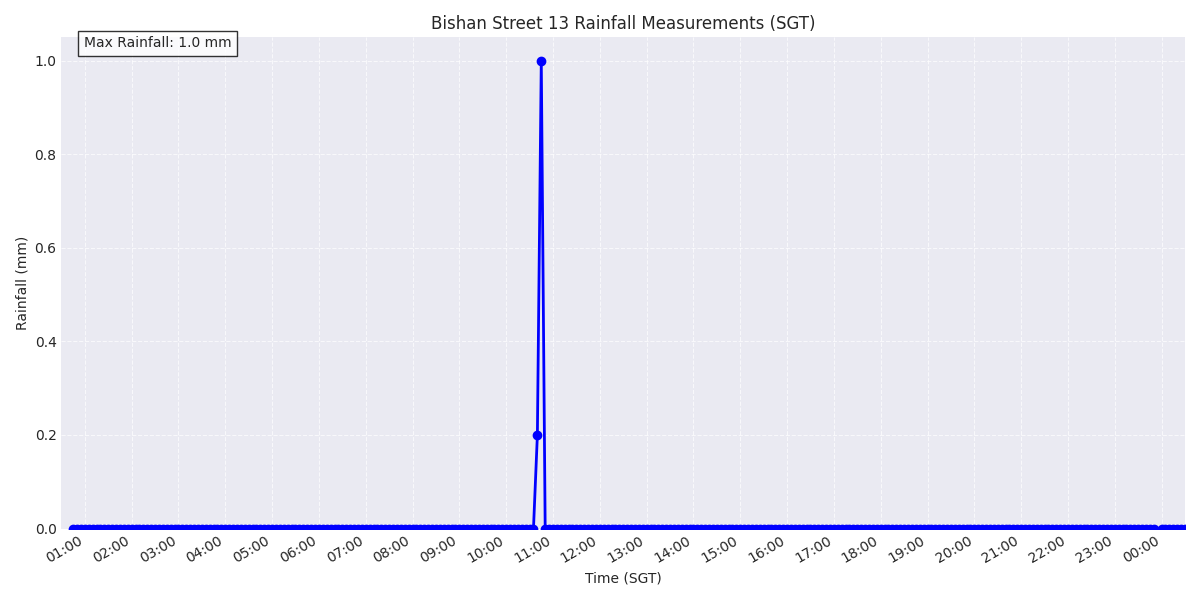 Bishan Street 13 Rainfall Measurements (SGT)
Max Rainfall: 1.0 mm
1.0
0.8
0.6
0.4
0.2
0.0
Rainfall (mm)
01:00 02:00 03:00 04:00 05:00 06:00 07:00 08:00 09:00 10:00 11:00 12:00 13:00 14:00 15:00 16:00 17:00 18:00 19:00 20:00 21:00 22:00 23:00 00:00
Time (SGT)